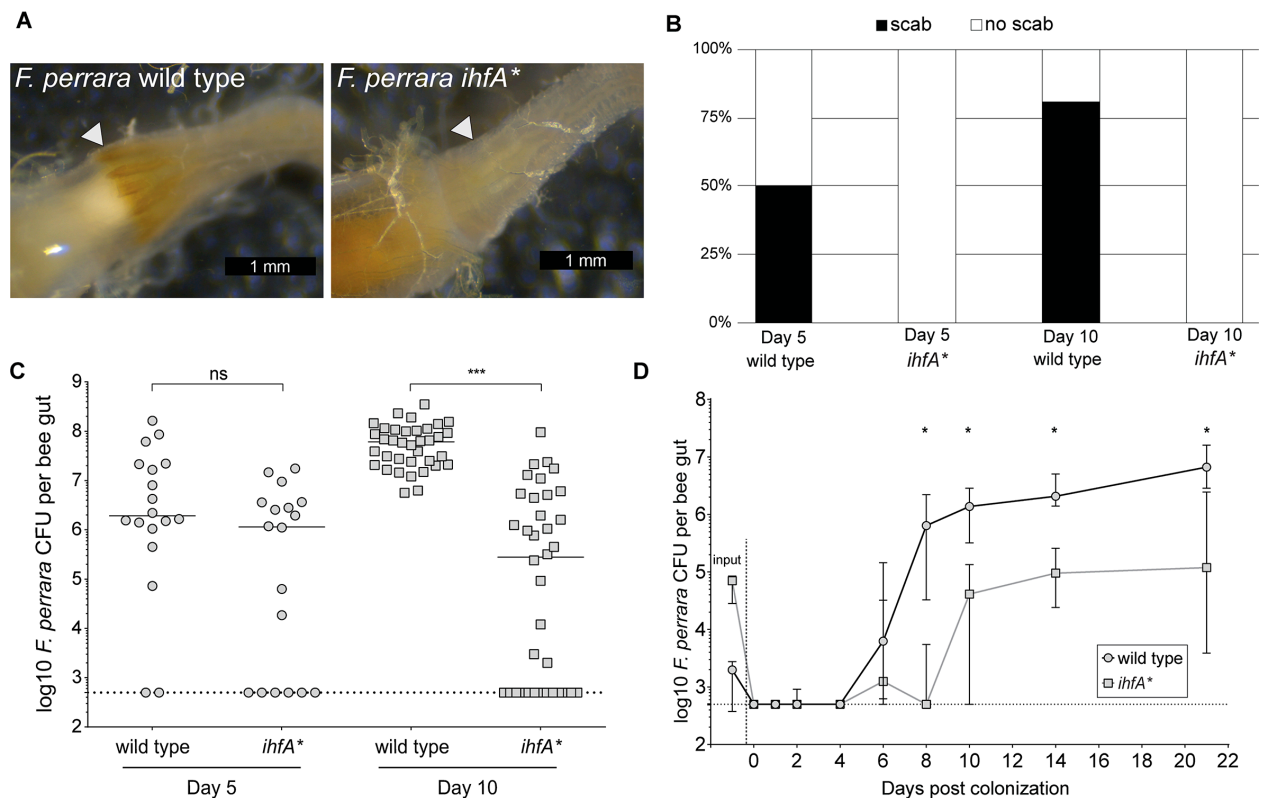 A
F. perrara wild type
F. perrara ihfA*
1 mm
1 mm
B
scab
no scab
100%
75%
50%
25%
0%
Day 5
wild type
Day 5
ihfA*
Day 10
wild type
Day 10
ihfA*
C
log10 F. perrara CFU per bee gut
9
8
7
6
5
4
3
2
ns
***
wild type
ihfA*
wild type
ihfA*
Day 5
Day 10
D
log10 F. perrara CFU per bee gut
8
7
6
5
4
3
2
input
* * * *
wild type
ihfA*
0 2 4 6 8 10 12 14 16 18 20 22
Days post colonization